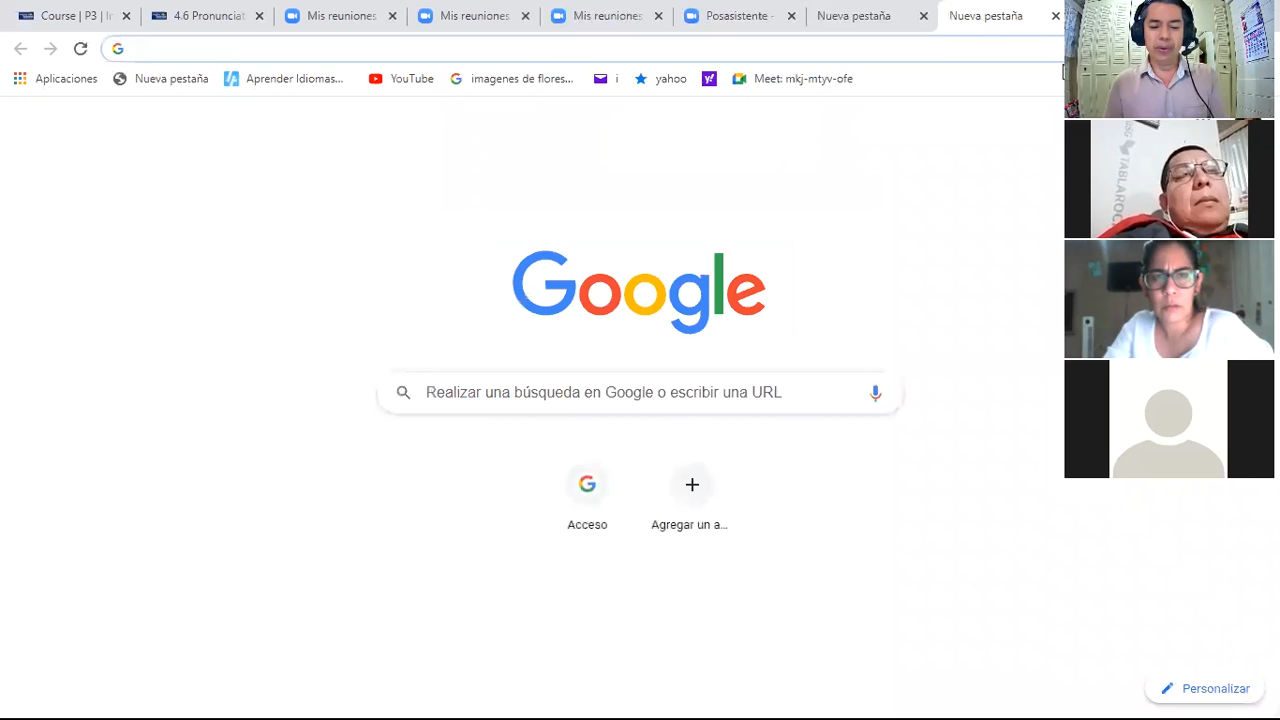 Course | P3 | I
4.6 Pronunciat
Mis reuniones
Mis reuniones
Mis reuniones
Posasistente -
Nueva pestaña
Nueva pestaña
Aplicaciones
Nueva pestaña
Aprender Idiomas...
YouTube
imagenes de flores...
i
yahoo
Meet: mkj-mtyv-ofe
TABLAROC
Google
Realizar una búsqueda en Google o escribir una URL
Acceso
Agregar un a...
Personalizar